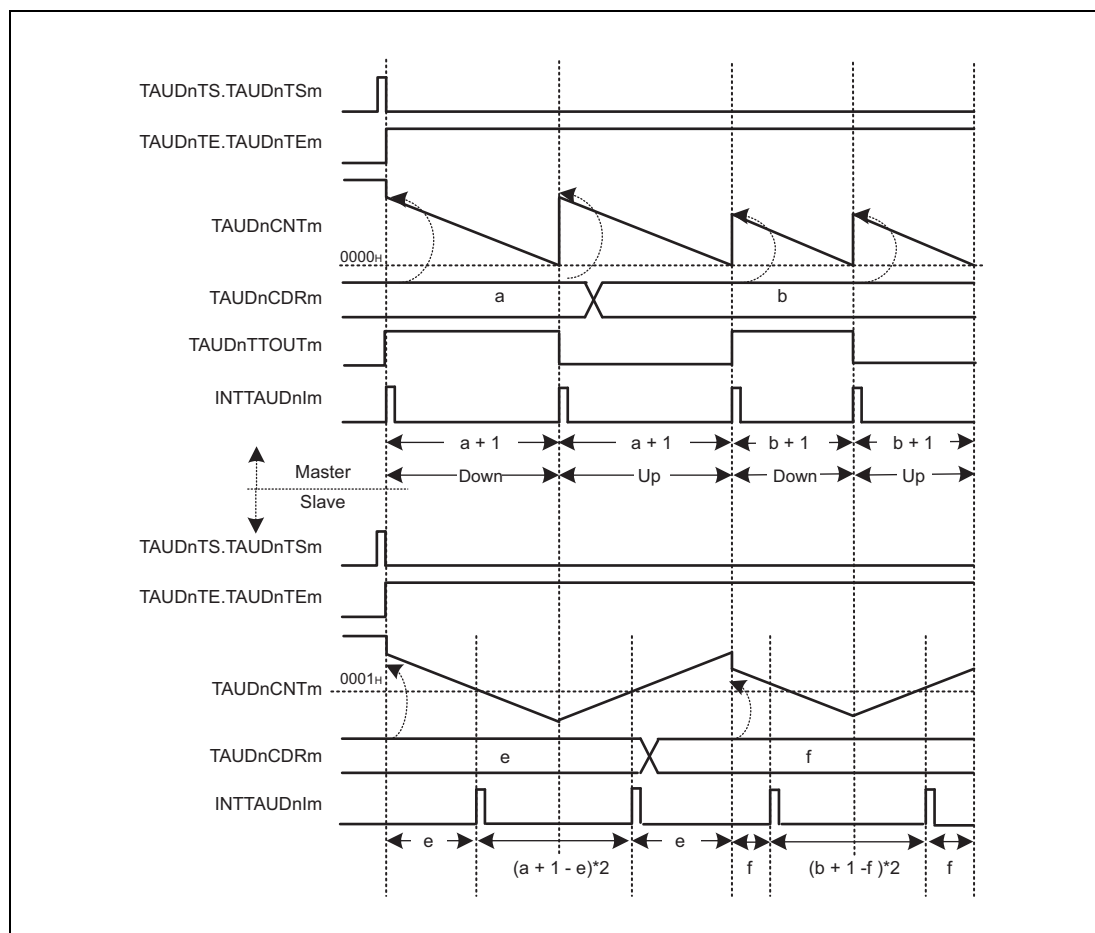 TAUDnTS.TAUDnTSm
TAUDnTE.TAUDnTEm
TAUDnCNTm
0000H
TAUDnCDRm
a
b
TAUDnTTOUTm
INTTAUDnIm
a + 1
a + 1
b + 1
b + 1
Master
Down
Up
Down
Up
Slave
TAUDnTS.TAUDnTSm
TAUDnTE.TAUDnTEm
TAUDnCNTm
0001H
TAUDnCDRm
e
f
INTTAUDnIm
e
(a + 1 - e)*2
e
f
(b + 1 -f )*2
f